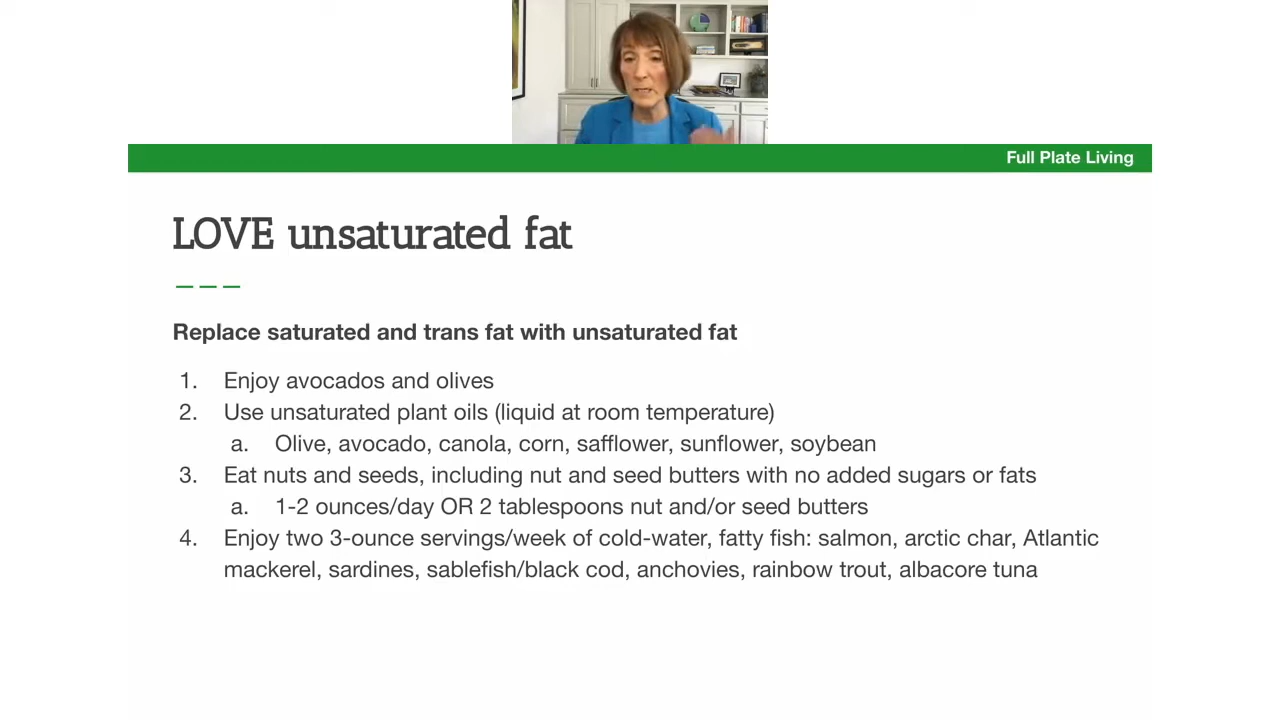 Full Plate Living
LOVE unsaturated fat
Replace saturated and trans fat with unsaturated fat
1. Enjoy avocados and olives
2. Use unsaturated plant oils (liquid at room temperature)
a. Olive, avocado, canola, corn, safflower, sunflower, soybean
3. Eat nuts and seeds, including nut and seed butters with no added sugars or fats
a. 1-2 ounces/day OR 2 tablespoons nut and/or seed butters
4. Enjoy two 3-ounce servings/week of cold-water, fatty fish: salmon, arctic char, Atlantic
mackerel, sardines, sablefish/black cod, anchovies, rainbow trout, albacore tuna